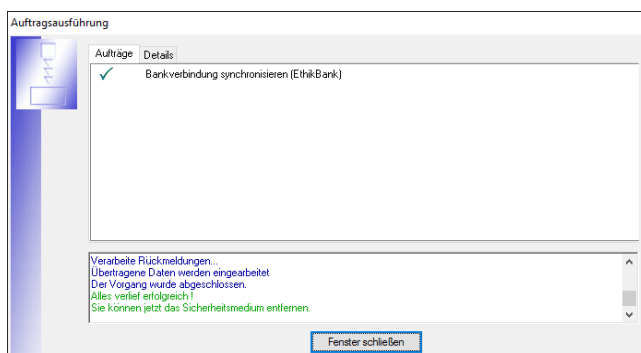 Auftragsausführung
Aufträge Details
Bankverbindung synchronisieren (EthikBank)
Verarbeite Rückmeldungen...
Übertragene Daten werden eingearbeitet
Der Vorgang wurde abgeschlossen.
Alles verlief erfolgreich !
Sie können jetzt das Sicherheitsmedium entfernen.
Fenster schließen